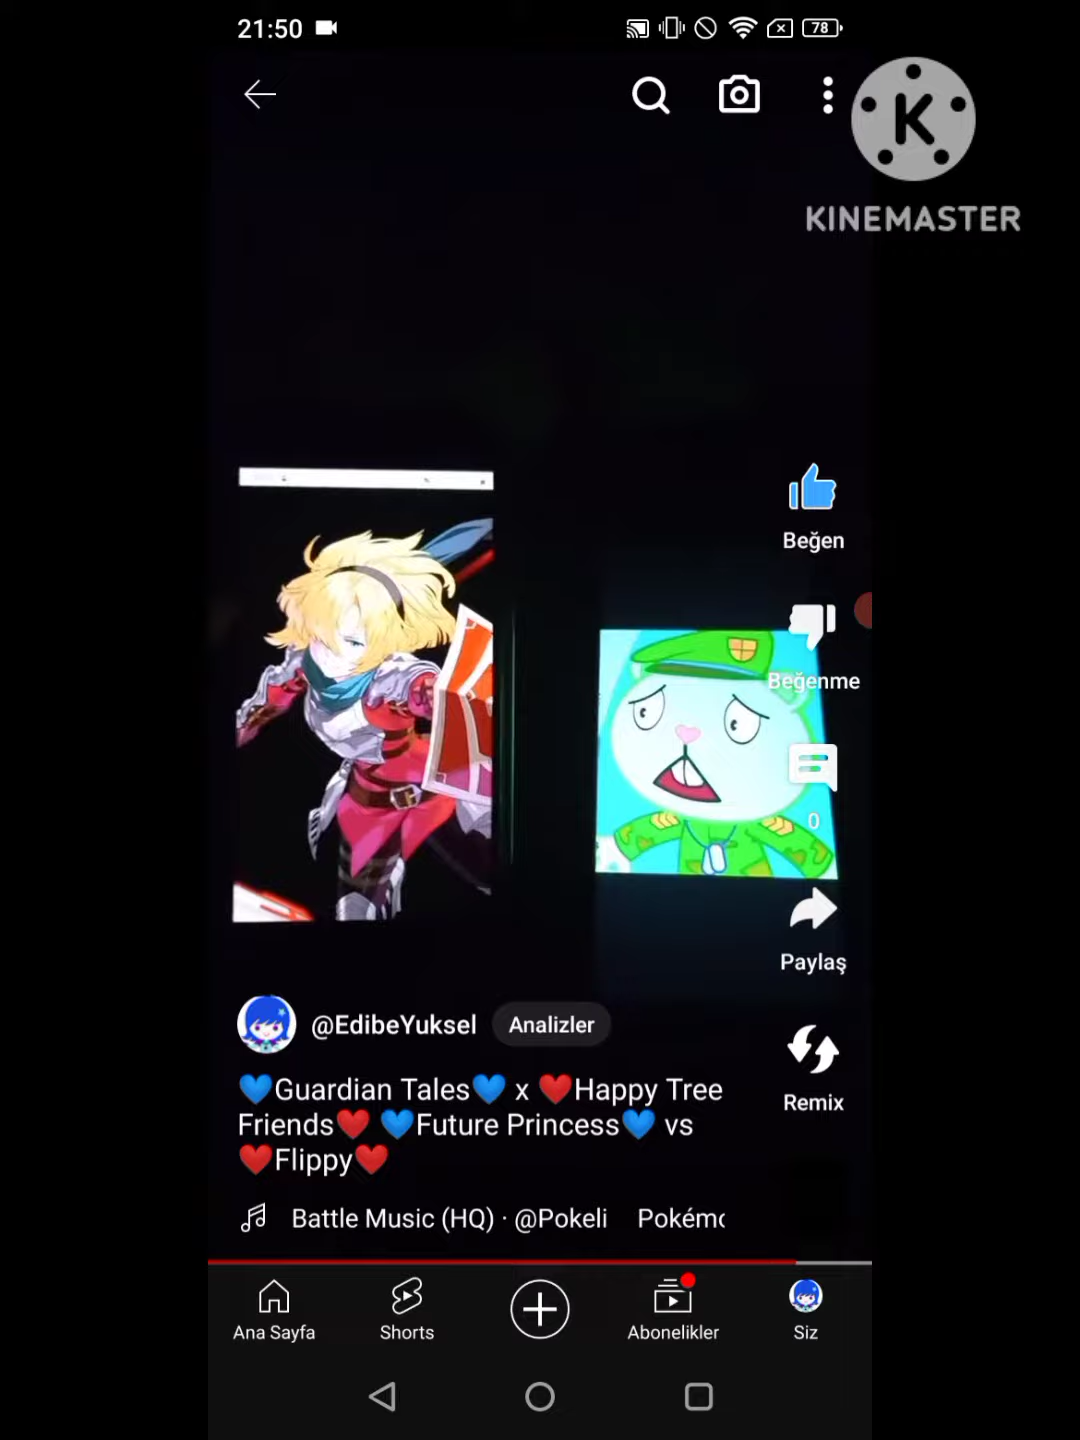 21:50
78
K
KINEMASTER
Beğen
Beğenme
0
Paylaş
@EdibeYuksel
Analizler
💙Guardian Tales💙 x ❤️Happy Tree
Friends❤️ 💙Future Princess💙 vs
❤️Flippy❤️
Remix
Battle Music (HQ) · @Pokeli Pokémo
Ana Sayfa
Shorts
Abonelikler
Siz